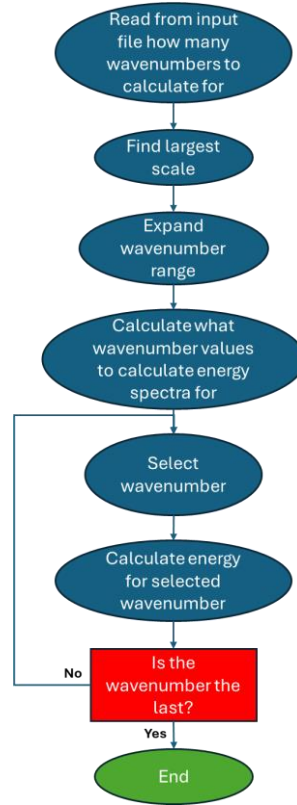 Read from input
file how many
wavenumbers to
calculate for
Find largest
scale
Expand
wavenumber
range
Calculate what
wavenumber values
to calculate energy
spectra for
Select
wavenumber
Calculate energy
for selected
wavenumber
Is the
wavenumber the
last?
No
Yes
End